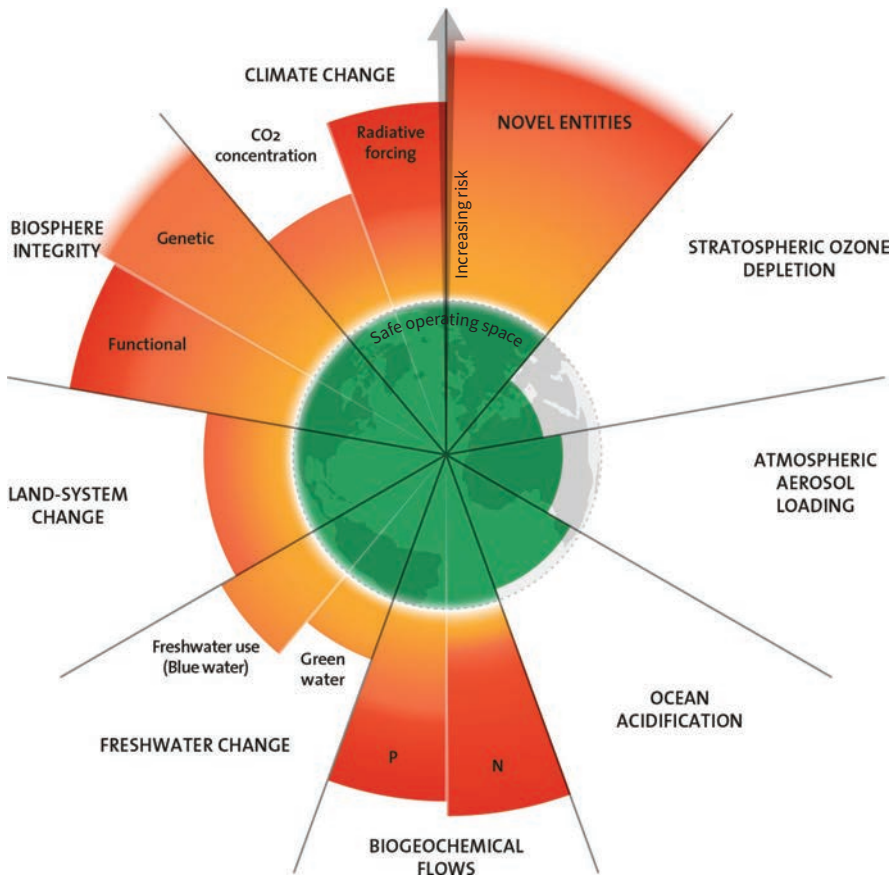 CLIMATE CHANGE
CO2
concentration
Radiative
forcing
NOVEL ENTITIES
Increasing risk
BIOSPHERE
INTEGRITY
Genetic
Functional
STRATOSPHERIC OZONE
DEPLETION
Safe operating space
ATMOSPHERIC
AEROSOL
LOADING
LAND-SYSTEM
CHANGE
Freshwater use
(Blue water)
Green
water
FRESHWATER CHANGE
OCEAN
ACIDIFICATION
P
N
BIOGEOCHEMICAL
FLOWS